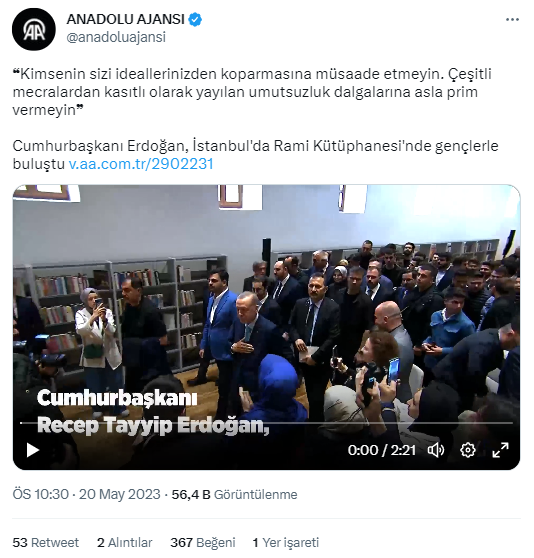 ANADOLU AJANSI
@anadoluajansi
❝Kimsenin sizi ideallerinizden koparmasına müsaade etmeyin. Çeşitli
mecralardan kasıtlı olarak yayılan umutsuzluk dalgalarına asla prim
vermeyin❞
Cumhurbaşkanı Erdoğan, İstanbul'da Rami Kütüphanesi'nde gençlerle
buluştu v.aa.com.tr/2902231
Cumhurbaşkanı
Recep Tayyip Erdoğan,
0:00 / 2:21
ÖS 10:30 · 20 May 2023 · 56,4 B Görüntülenme
53 Retweet 2 Alıntılar 367 Beğeni 1 Yer işareti